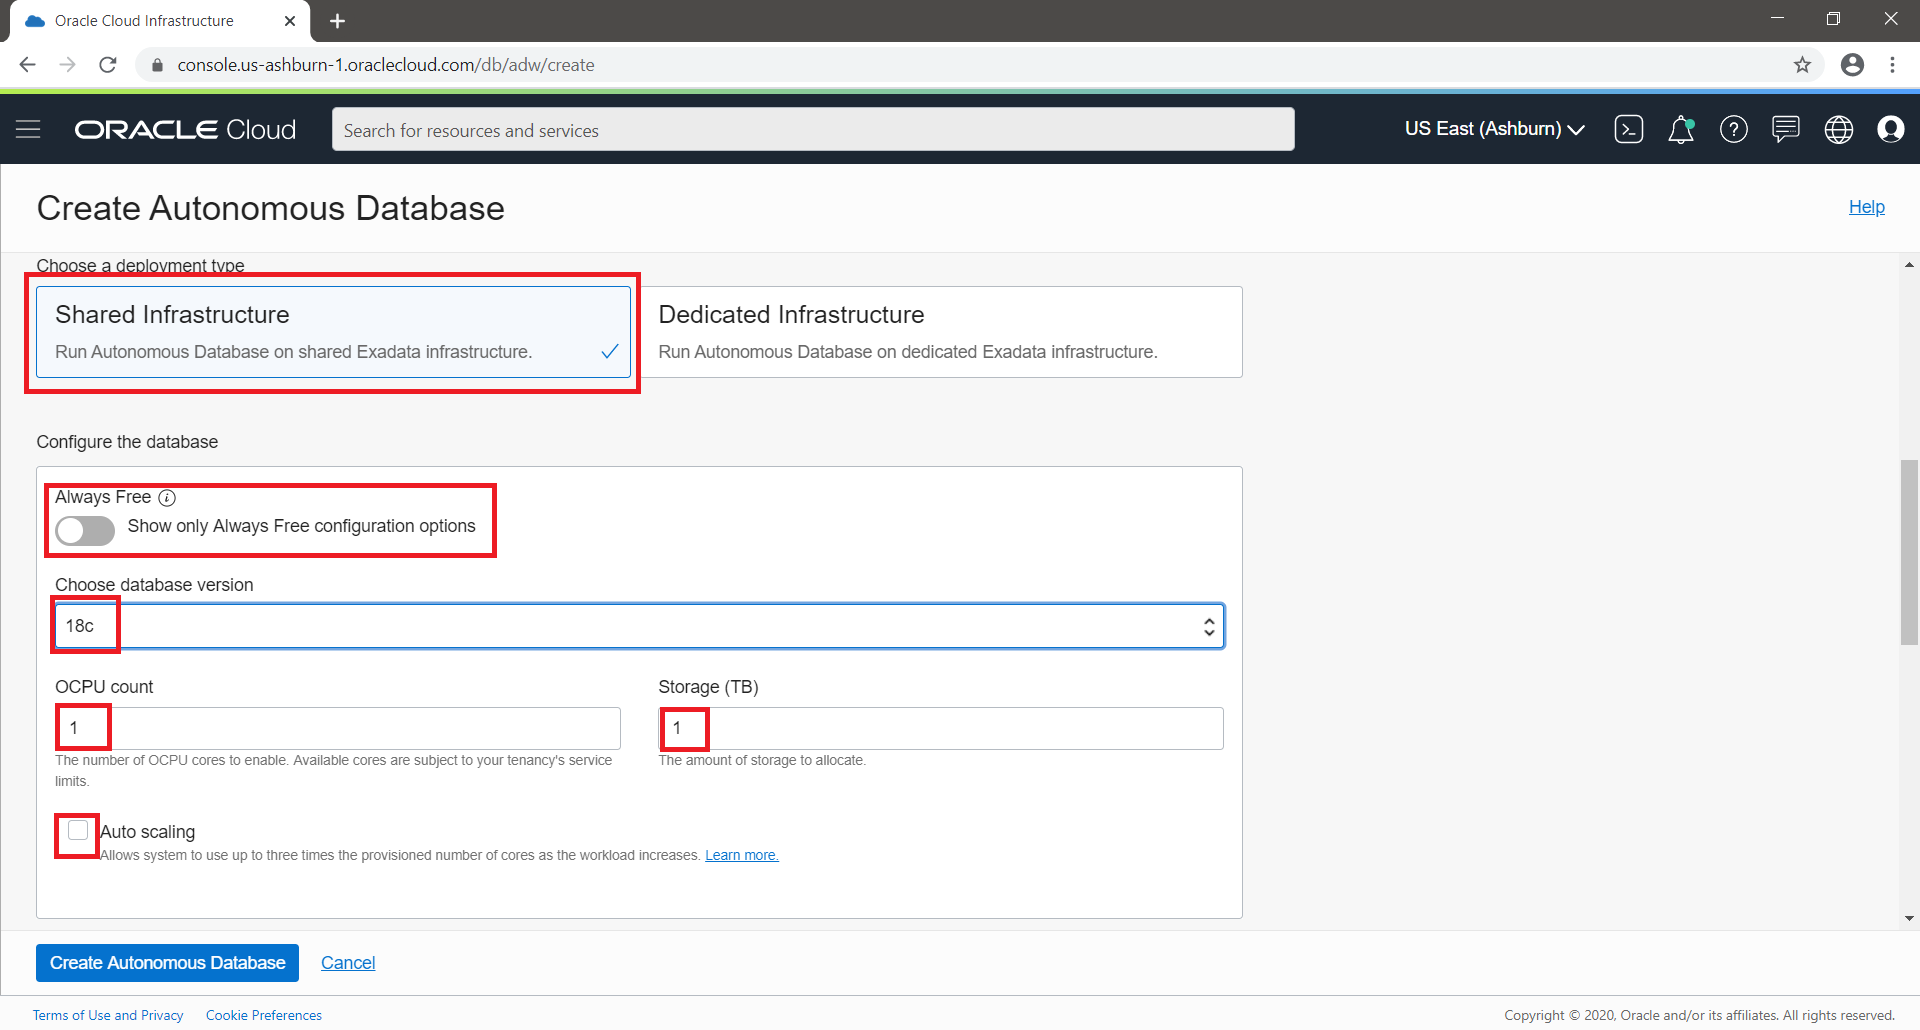 Oracle Cloud Infrastructure
console.us-ashburn-1.oraclecloud.com/db/adw/create
ORACLE Cloud
Search for resources and services
US East (Ashburn)
Create Autonomous Database
Help
Choose a deployment type
Shared Infrastructure
Run Autonomous Database on shared Exadata infrastructure.
Dedicated Infrastructure
Run Autonomous Database on dedicated Exadata infrastructure.
Configure the database
Always Free
Show only Always Free configuration options
Choose database version
18c
OCPU count
1
The number of OCPU cores to enable. Available cores are subject to your tenancy's service
limits.
Storage (TB)
1
The amount of storage to allocate.
Auto scaling
Allows system to use up to three times the provisioned number of cores as the workload increases. Learn more.
Create Autonomous Database
Cancel
Terms of Use and Privacy
Cookie Preferences
Copyright © 2020, Oracle and/or its affiliates. All rights reserved.